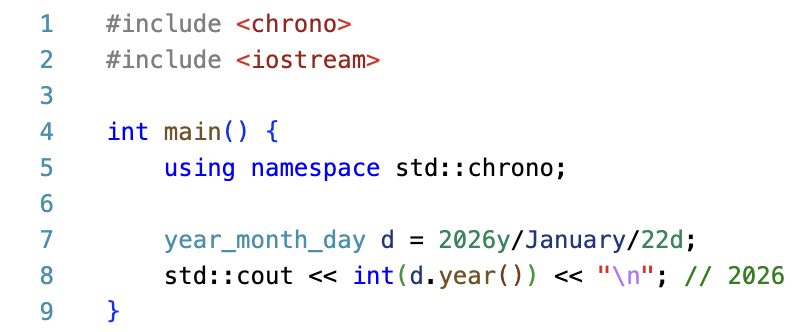 1 #include <chrono>
2 #include <iostream>
3
4 int main() {
5     using namespace std::chrono;
6
7     year_month_day d = 2026y/January/22d;
8     std::cout << int(d.year()) << "\n"; // 2026
9 }